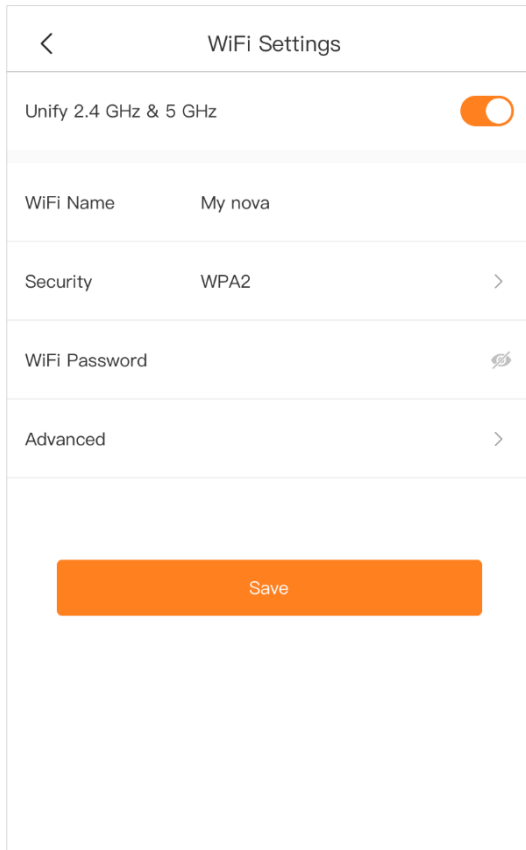 WiFi Settings
Unify 2.4 GHz & 5 GHz
WiFi Name My nova
Security WPA2
WiFi Password
Advanced
Save